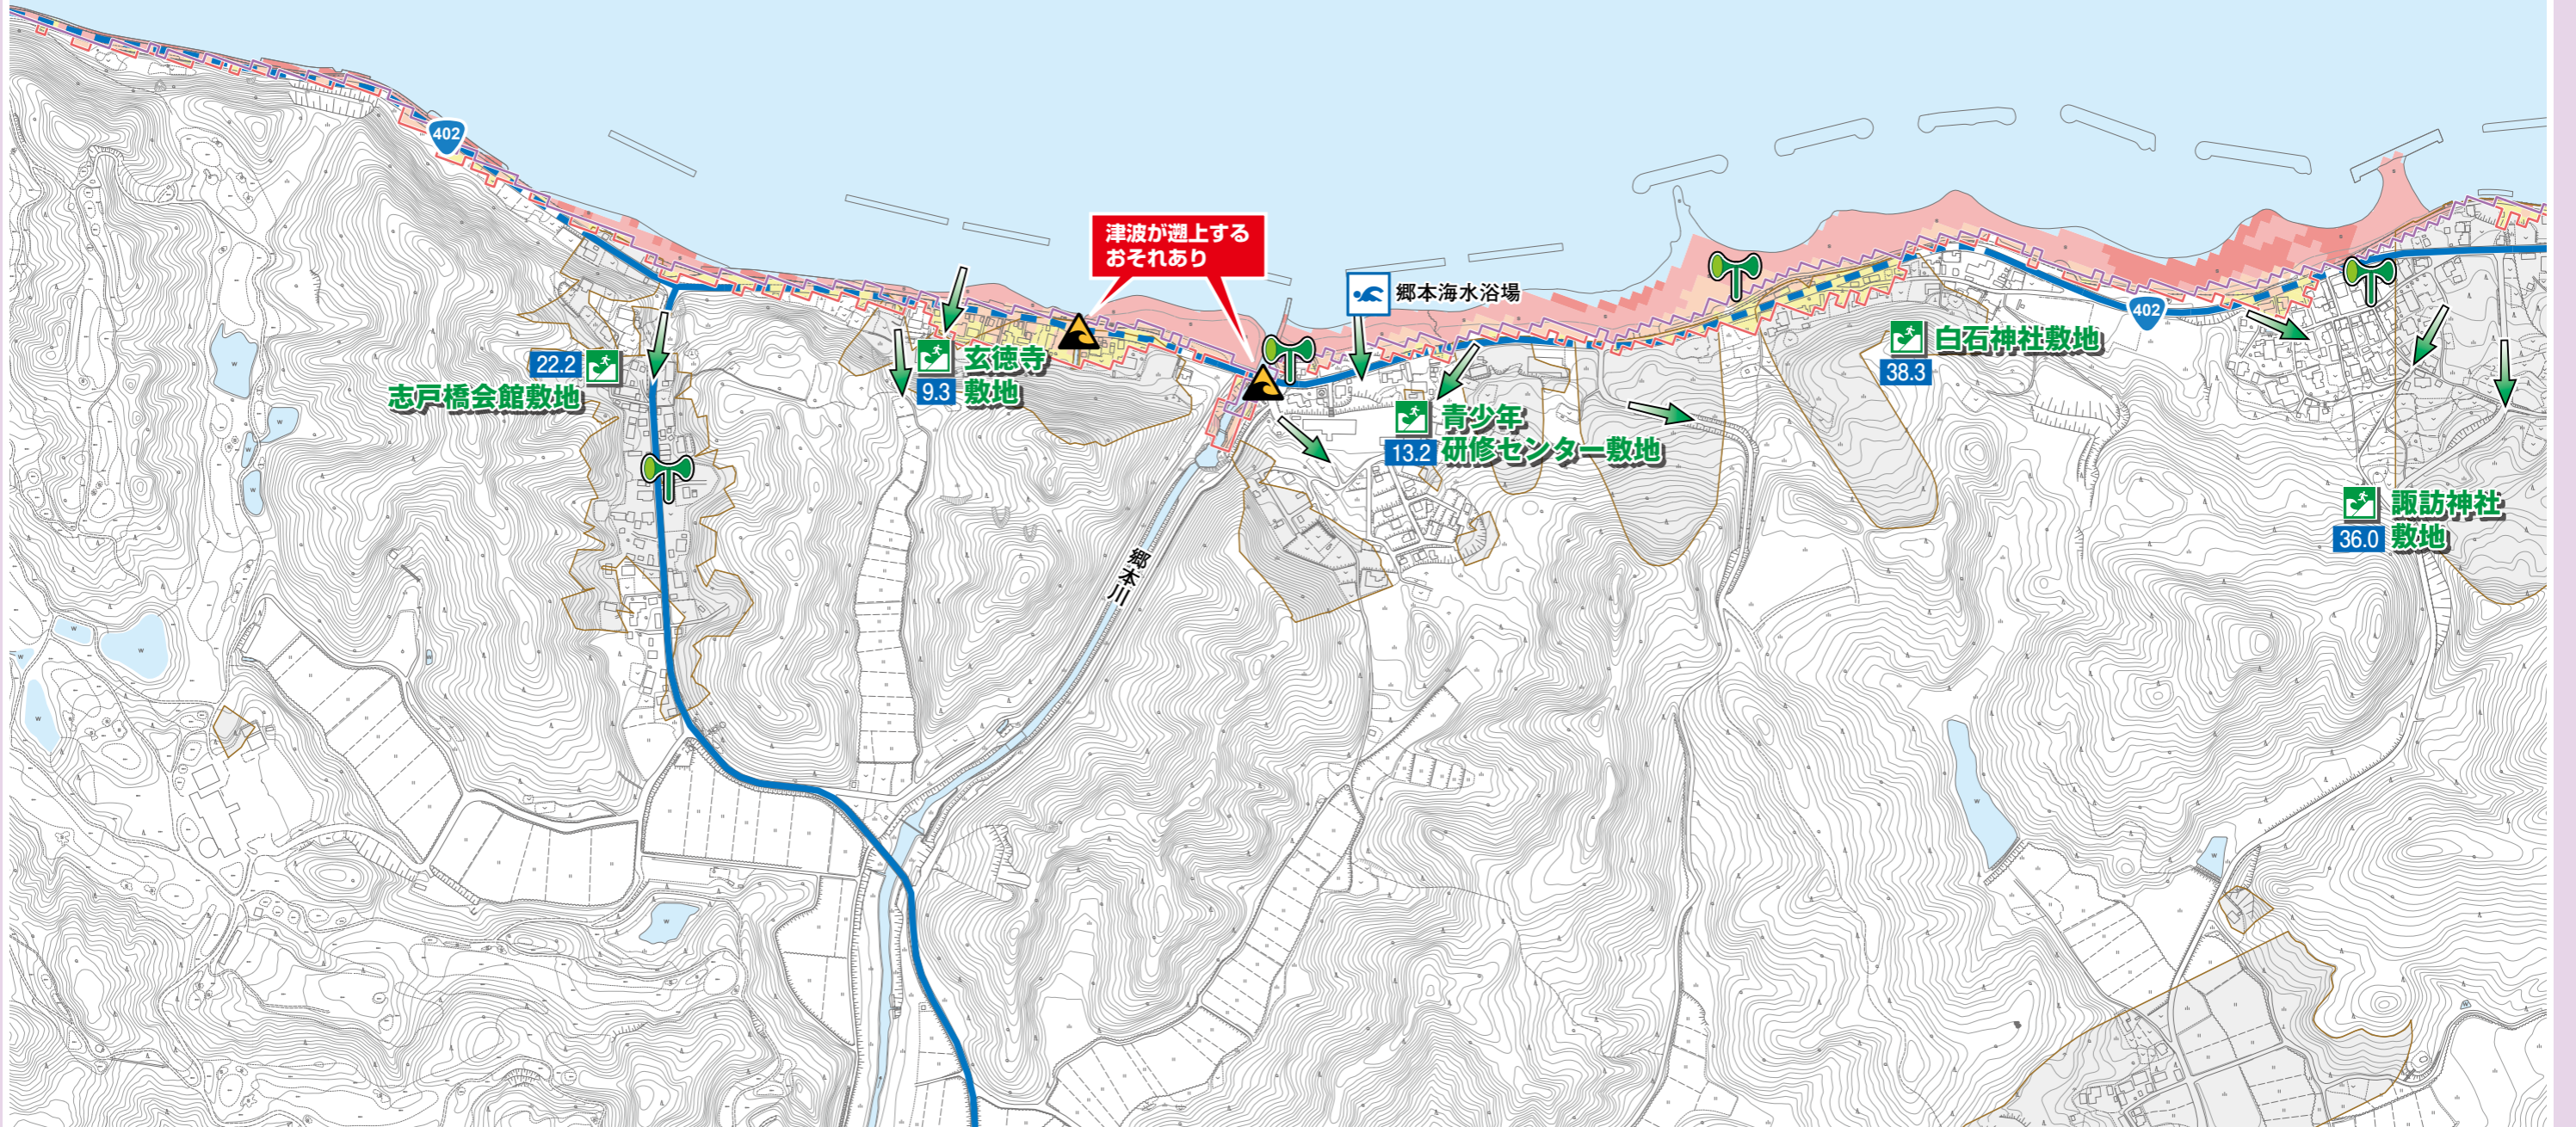 402
津波が遡上する
おそれあり
郷本海水浴場
402
22.2
志戸橋会館敷地
玄徳寺
9.3 敷地
白石神社敷地
38.3
青少年
13.2 研修センター敷地
諏訪神社
36.0 敷地
郷本川
W
W
W
W
W
W
W
W
W
W
W